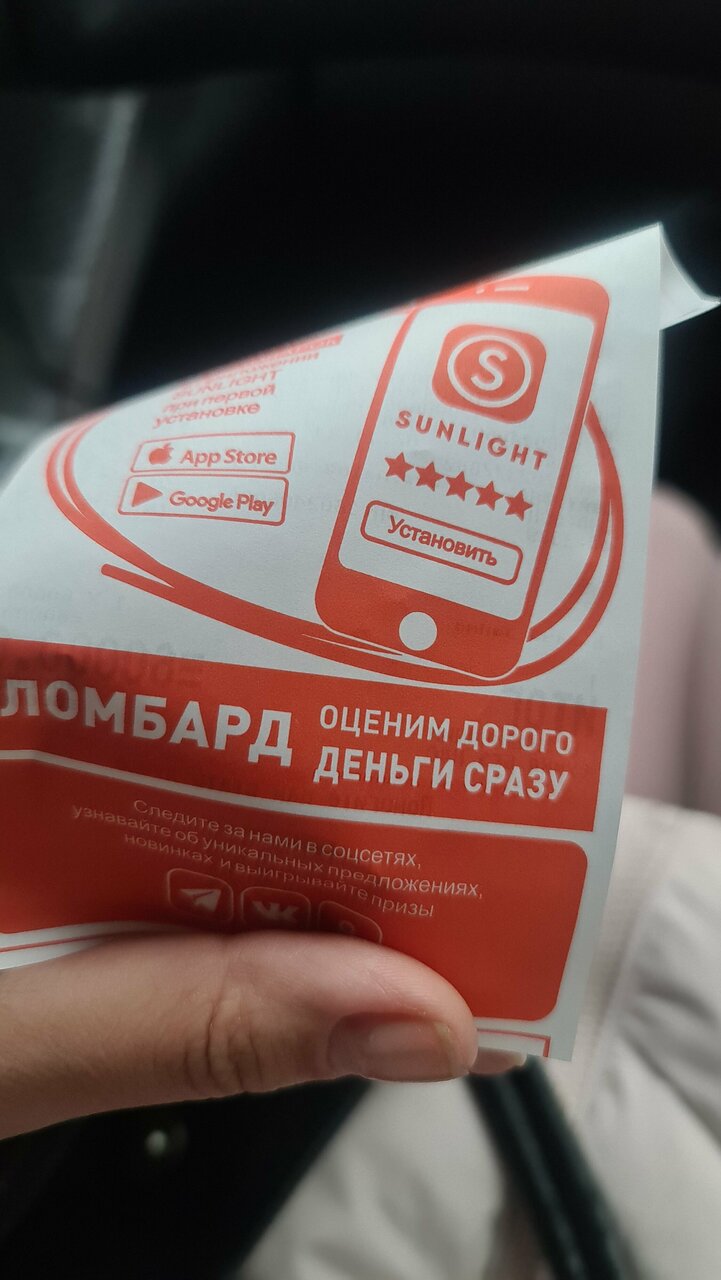 SUNLIGHT
при первой
установке
App Store
Google Play
S
SUNLIGHT
Установить
ЛОМБАРД
ОЦЕНИМ ДОРОГО
ДЕНЬГИ СРАЗУ
Следите за нами в соцсетях,
узнавайте об уникальных предложениях,
новинках и выигрывайте призы